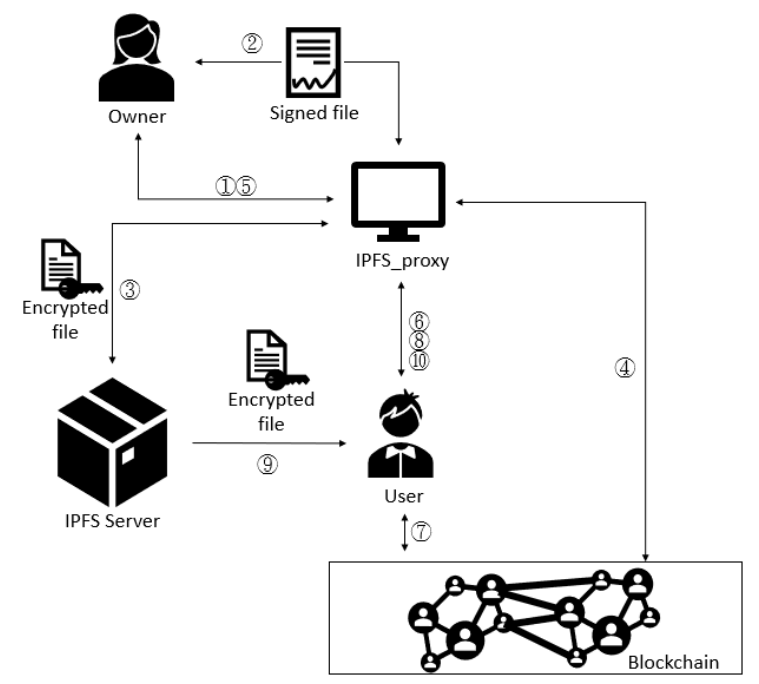 ②
Owner
Signed file
①⑤
IPFS_proxy
Encrypted
file
③
⑥
⑧
⑩
④
Encrypted
file
⑨
IPFS Server
User
⑦
Blockchain